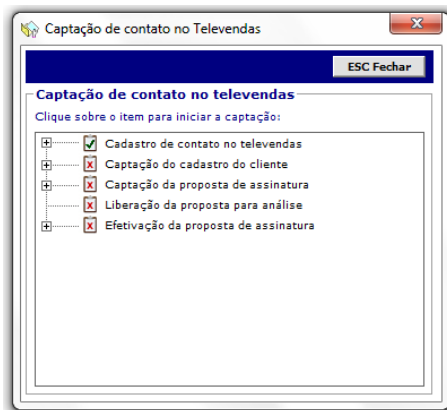 Captação de contato no Televendas
ESC Fechar
Captação de contato no televendas
Clique sobre o item para iniciar a captação:
Cadastro de contato no televendas
Captação do cadastro do cliente
Captação da proposta de assinatura
Liberação da proposta para análise
Efetivação da proposta de assinatura